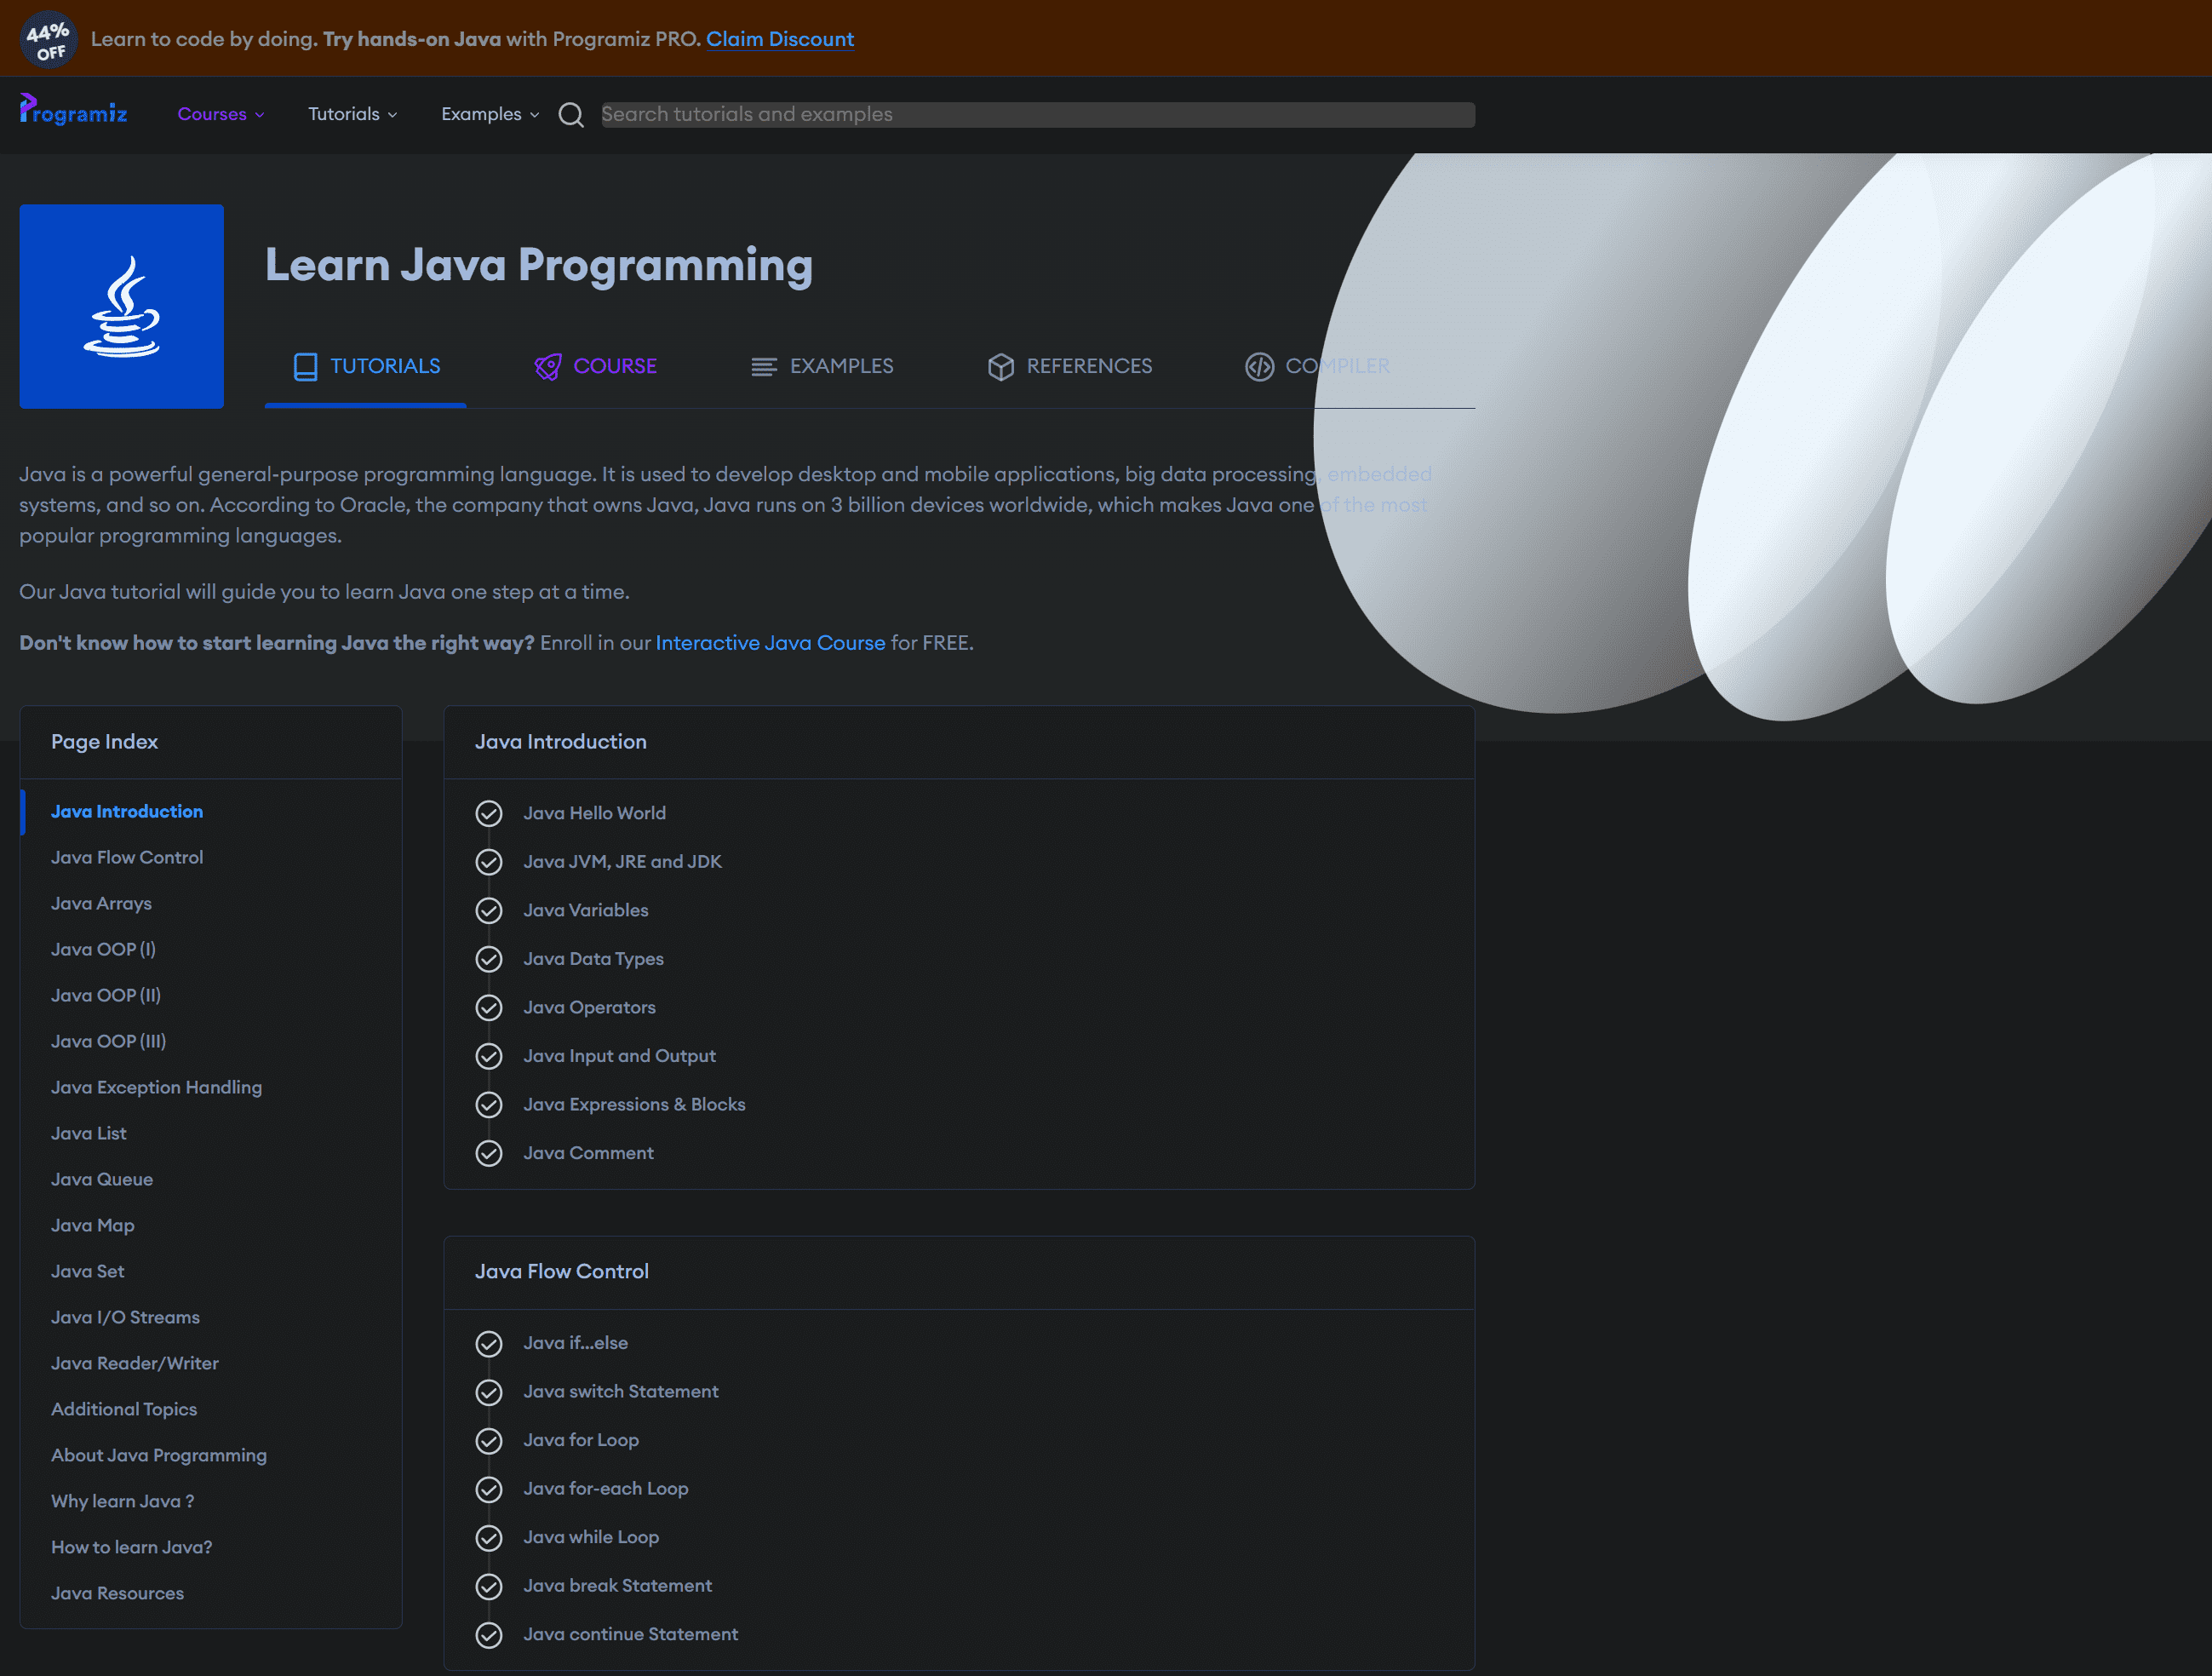 44%
OFF
Learn to code by doing. Try hands-on Java with Programiz PRO. Claim Discount
Programiz
Courses
Tutorials
Examples
Search tutorials and examples
Learn Java Programming
TUTORIALS
COURSE
EXAMPLES
REFERENCES
COMPILER
Java is a powerful general-purpose programming language. It is used to develop desktop and mobile applications, big data processing, embedded
systems, and so on. According to Oracle, the company that owns Java, Java runs on 3 billion devices worldwide, which makes Java one of the most
popular programming languages.
Our Java tutorial will guide you to learn Java one step at a time.
Don't know how to start learning Java the right way? Enroll in our Interactive Java Course for FREE.
Page Index
Java Introduction
Java Flow Control
Java Arrays
Java OOP (I)
Java OOP (II)
Java OOP (III)
Java Exception Handling
Java List
Java Queue
Java Map
Java Set
Java I/O Streams
Java Reader/Writer
Additional Topics
About Java Programming
Why learn Java ?
How to learn Java?
Java Resources
Java Introduction
Java Hello World
Java JVM, JRE and JDK
Java Variables
Java Data Types
Java Operators
Java Input and Output
Java Expressions & Blocks
Java Comment
Java Flow Control
Java if...else
Java switch Statement
Java for Loop
Java for-each Loop
Java while Loop
Java break Statement
Java continue Statement